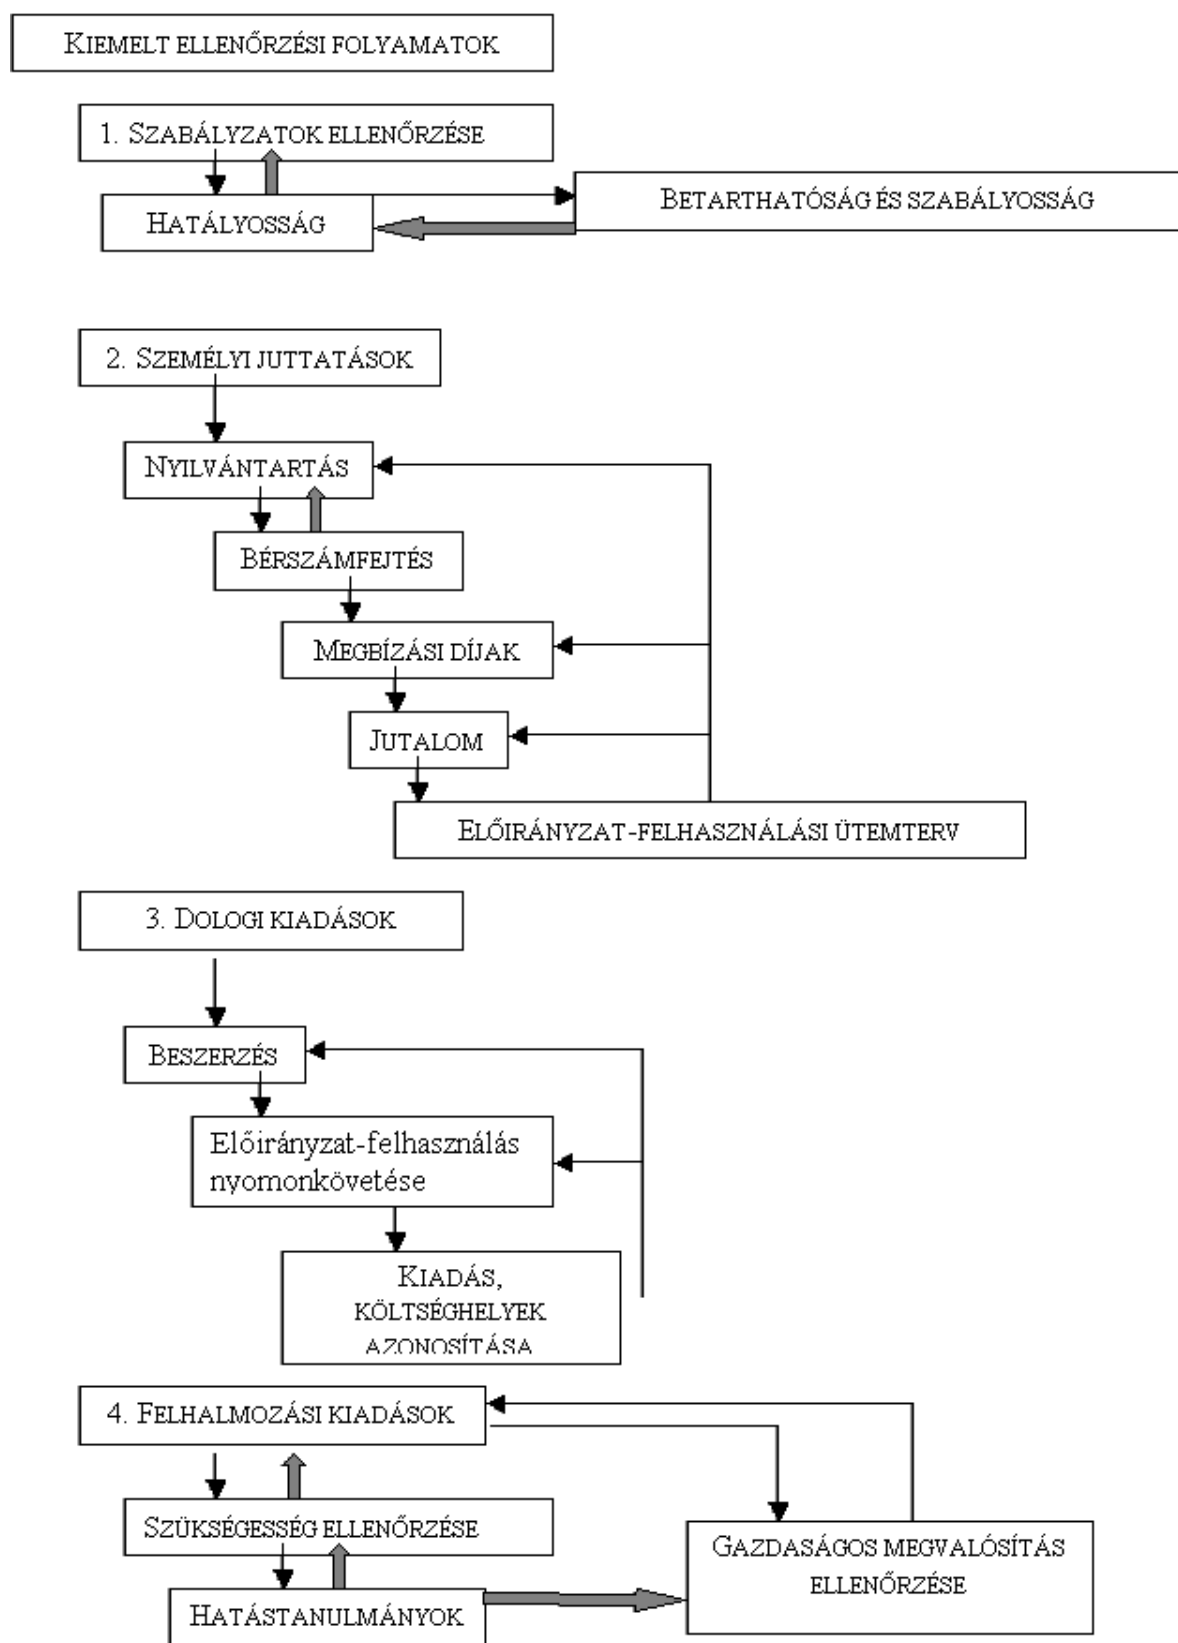 KIEMELT ELLENŐRZÉSI FOLYAMATOK
1. SZABÁLYZATOK ELLENŐRZÉSE
HATÁLYOSSÁG
BETARTHATÓSÁG ÉS SZABÁLYOSSÁG
2. SZEMÉLYI JUTTATÁSOK
NYILVÁNTARTÁS
BÉRSZÁMFEJTÉS
MEGBÍZÁSI DÍJAK
JUTALOM
ELŐIRÁNYZAT-FELHASZNÁLÁSI ÜTEMTERV
3. DOLOGI KIADÁSOK
BESZERZÉS
Előirányzat-felhasználás
nyomonkövetése
KIADÁS,
KÖLTSÉGHELYEK
AZONOSÍTÁSA
4. FELHALMOZÁSI KIADÁSOK
SZÜKSÉGESSÉG ELLENŐRZÉSE
GAZDASÁGOS MEGVALÓSÍTÁS
ELLENŐRZÉSE
HATÁSTANULMÁNYOK